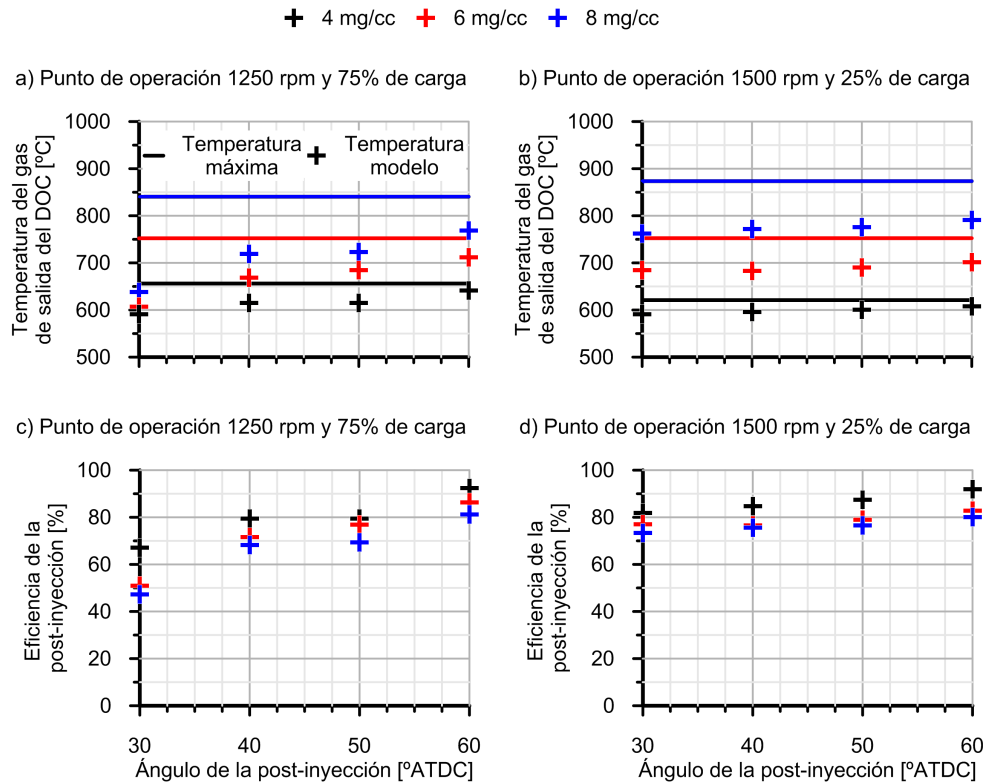 4 mg/cc 6 mg/cc 8 mg/cc
a) Punto de operación 1250 rpm y 75% de carga
b) Punto de operación 1500 rpm y 25% de carga
Temperatura del gas
de salida del DOC [ºC]
1000
900
800
700
600
500
Temperatura
máxima
Temperatura
modelo
Temperatura del gas
de salida del DOC [ºC]
1000
900
800
700
600
500
c) Punto de operación 1250 rpm y 75% de carga
d) Punto de operación 1500 rpm y 25% de carga
Eficiencia de la
post-inyección [%]
100
80
60
40
20
0
30 40 50 60
Ángulo de la post-inyección [ºATDC]
Eficiencia de la
post-inyección [%]
100
80
60
40
20
0
30 40 50 60
Ángulo de la post-inyección [ºATDC]